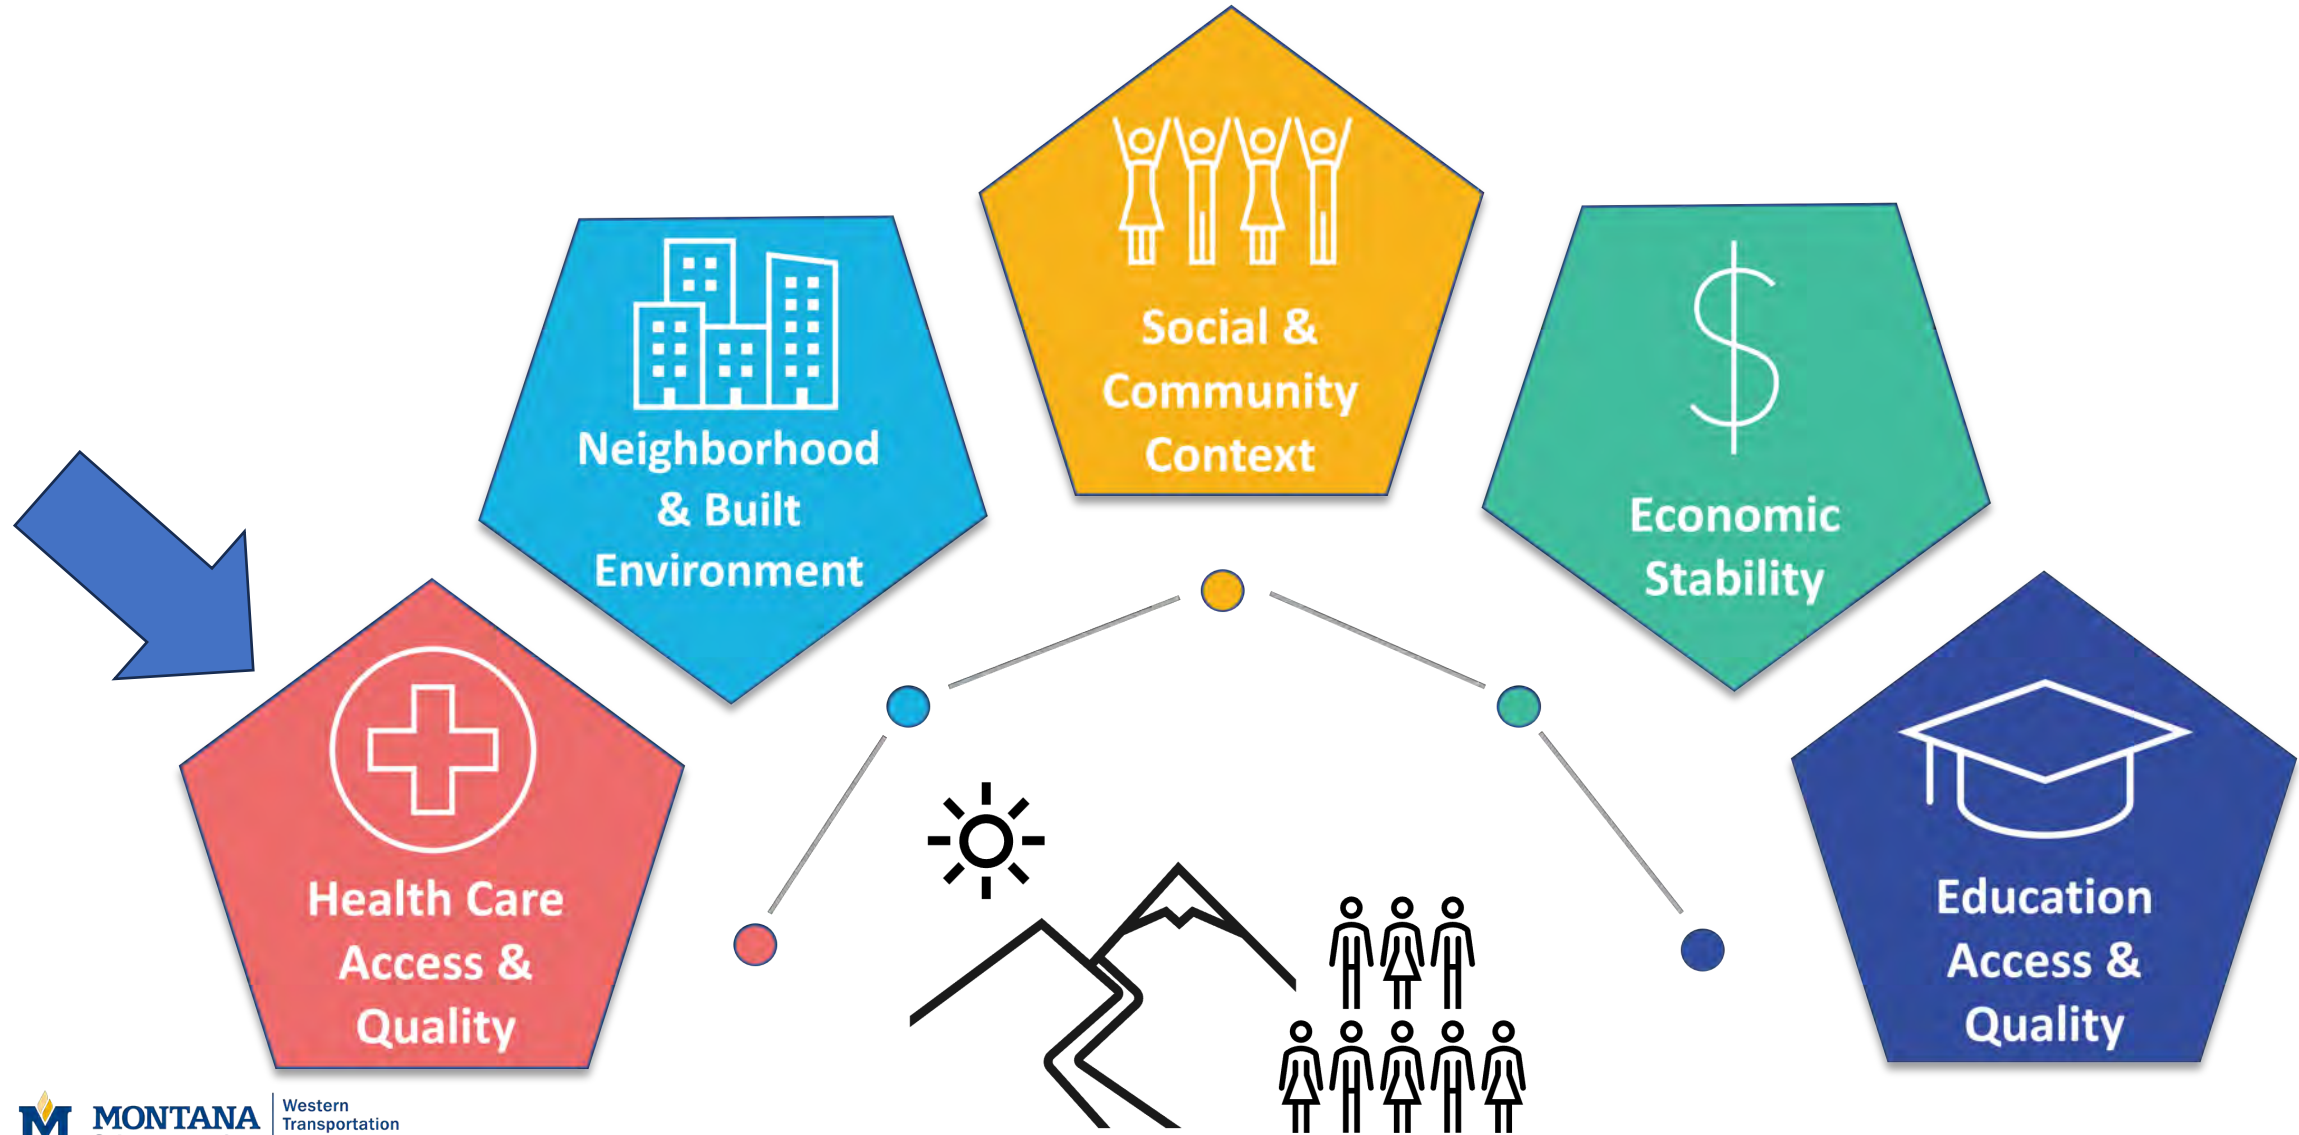 Social &
Community
Context
Neighborhood
& Built
Environment
Economic
Stability
Health Care
Access &
Quality
Education
Access &
Quality
M MONTANA
Western
Transportation